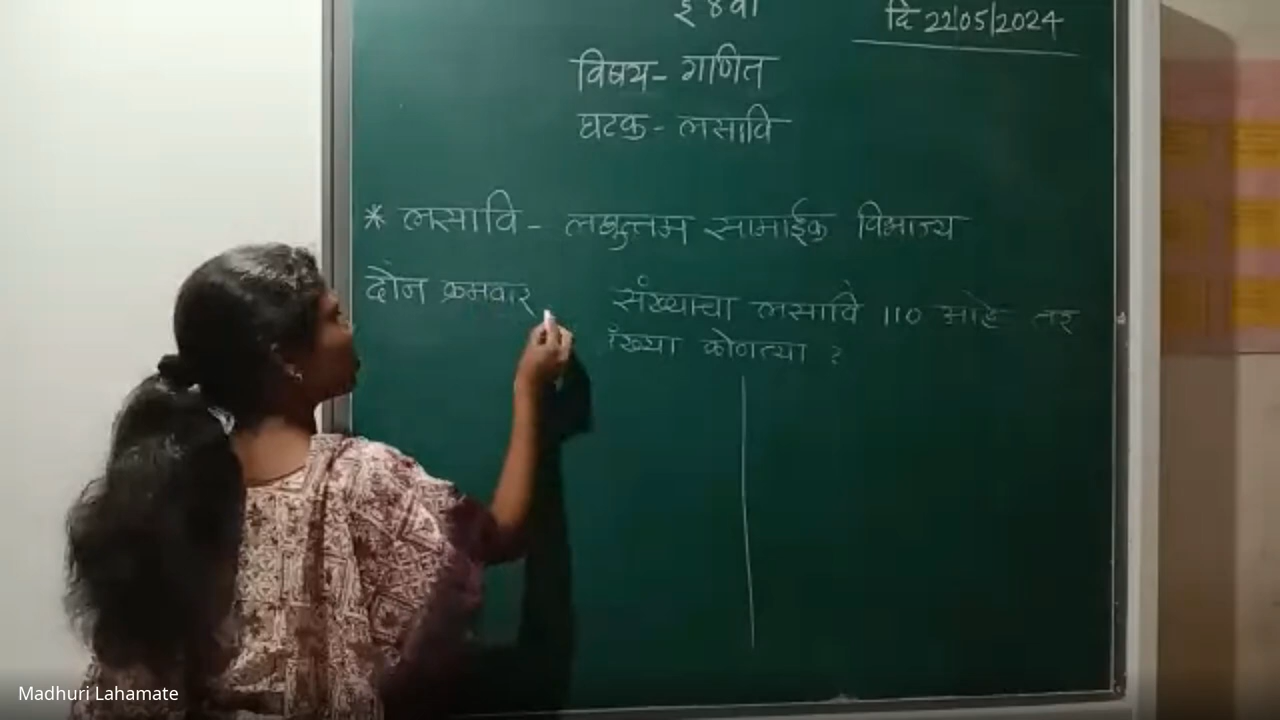 इ ४ वी
दि 22/05/2024
विषय - गणित
घटक - लसावि
* लसावि - लघुत्तम सामाईक विभाज्य
दोन क्रमवार संख्याचा लसावि 110 आहे तर
कोणत्या ?
Madhuri Lahamate